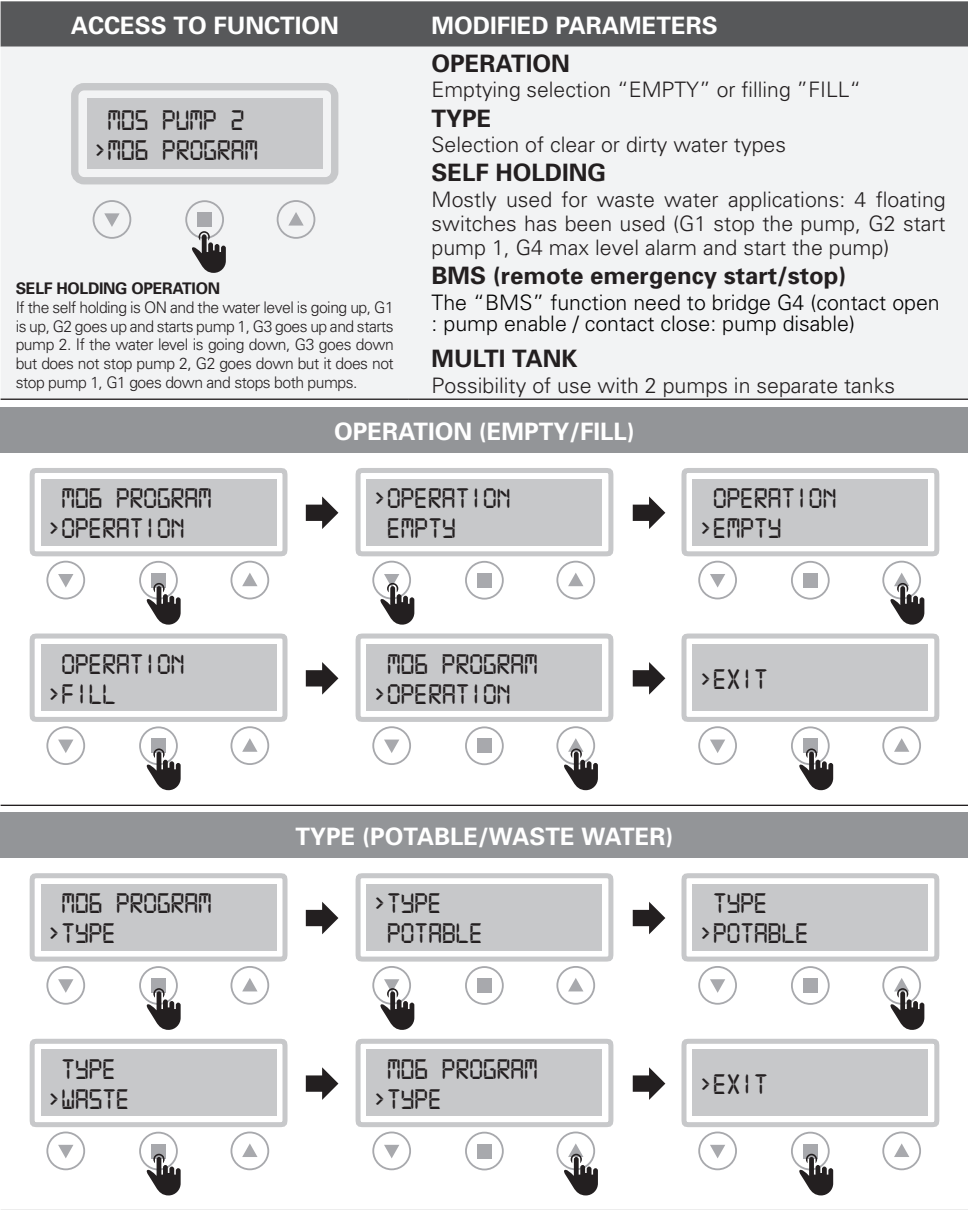 ACCESS TO FUNCTION
MO5 PUMP 2
>MO6 PROGRAM
SELF HOLDING OPERATION
If the self holding is ON and the water level is going up, G1
is up, G2 goes up and starts pump 1, G3 goes up and starts
pump 2. If the water level is going down, G3 goes down
but does not stop pump 2, G2 goes down but it does not
stop pump 1, G1 goes down and stops both pumps.
MODIFIED PARAMETERS
OPERATION
Emptying selection “EMPTY” or filling ”FILL“
TYPE
Selection of clear or dirty water types
SELF HOLDING
Mostly used for waste water applications: 4 floating
switches has been used (G1 stop the pump, G2 start
pump 1, G4 max level alarm and start the pump)
BMS (remote emergency start/stop)
The “BMS” function need to bridge G4 (contact open
: pump enable / contact close: pump disable)
MULTI TANK
Possibility of use with 2 pumps in separate tanks
OPERATION (EMPTY/FILL)
MO6 PROGRAM
>OPERATION
>OPERATION
EMPTY
OPERATION
>EMPTY
OPERATION
>FILL
MO6 PROGRAM
>OPERATION
>EXIT
TYPE (POTABLE/WASTE WATER)
MO6 PROGRAM
>TYPE
>TYPE
POTABLE
TYPE
>POTABLE
TYPE
>WASTE
MO6 PROGRAM
>TYPE
>EXIT